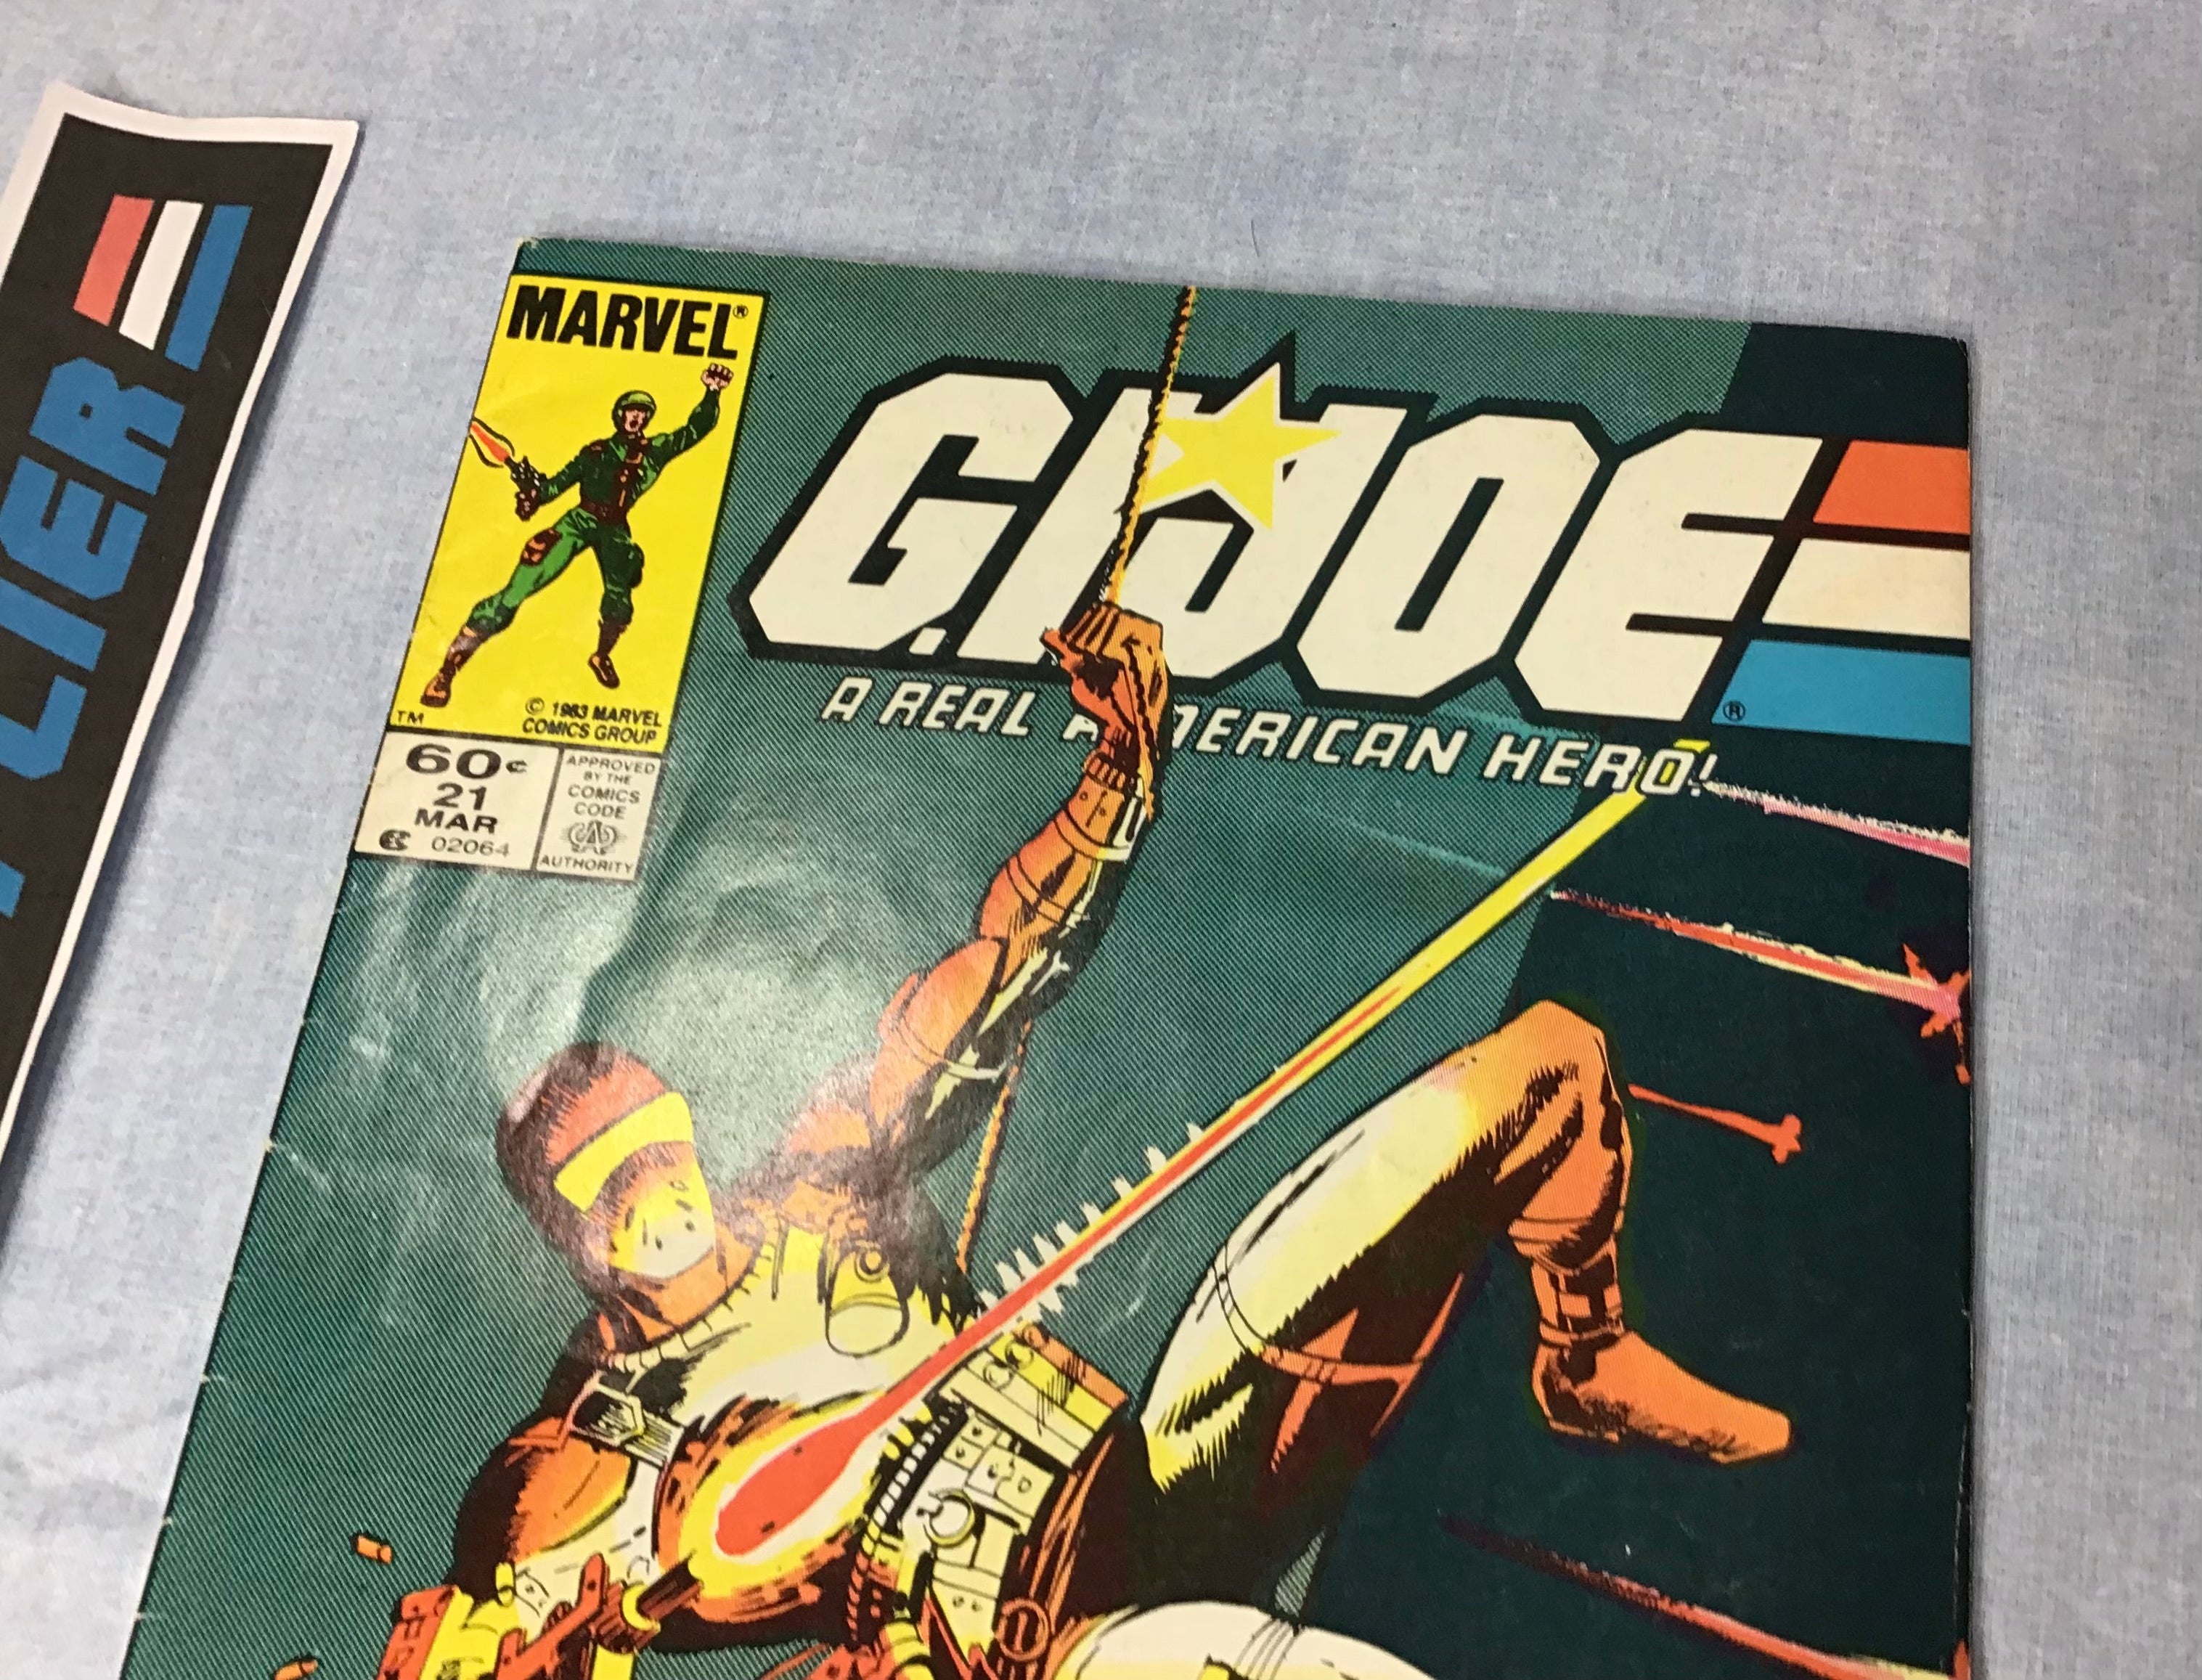 MARVEL®
TM
© 1983 MARVEL
COMICS GROUP
60¢
21
MAR
02064
APPROVED
BY THE
COMICS
CODE
CA
AUTHORITY
G.I. JOE ®
A REAL AMERICAN HERO!